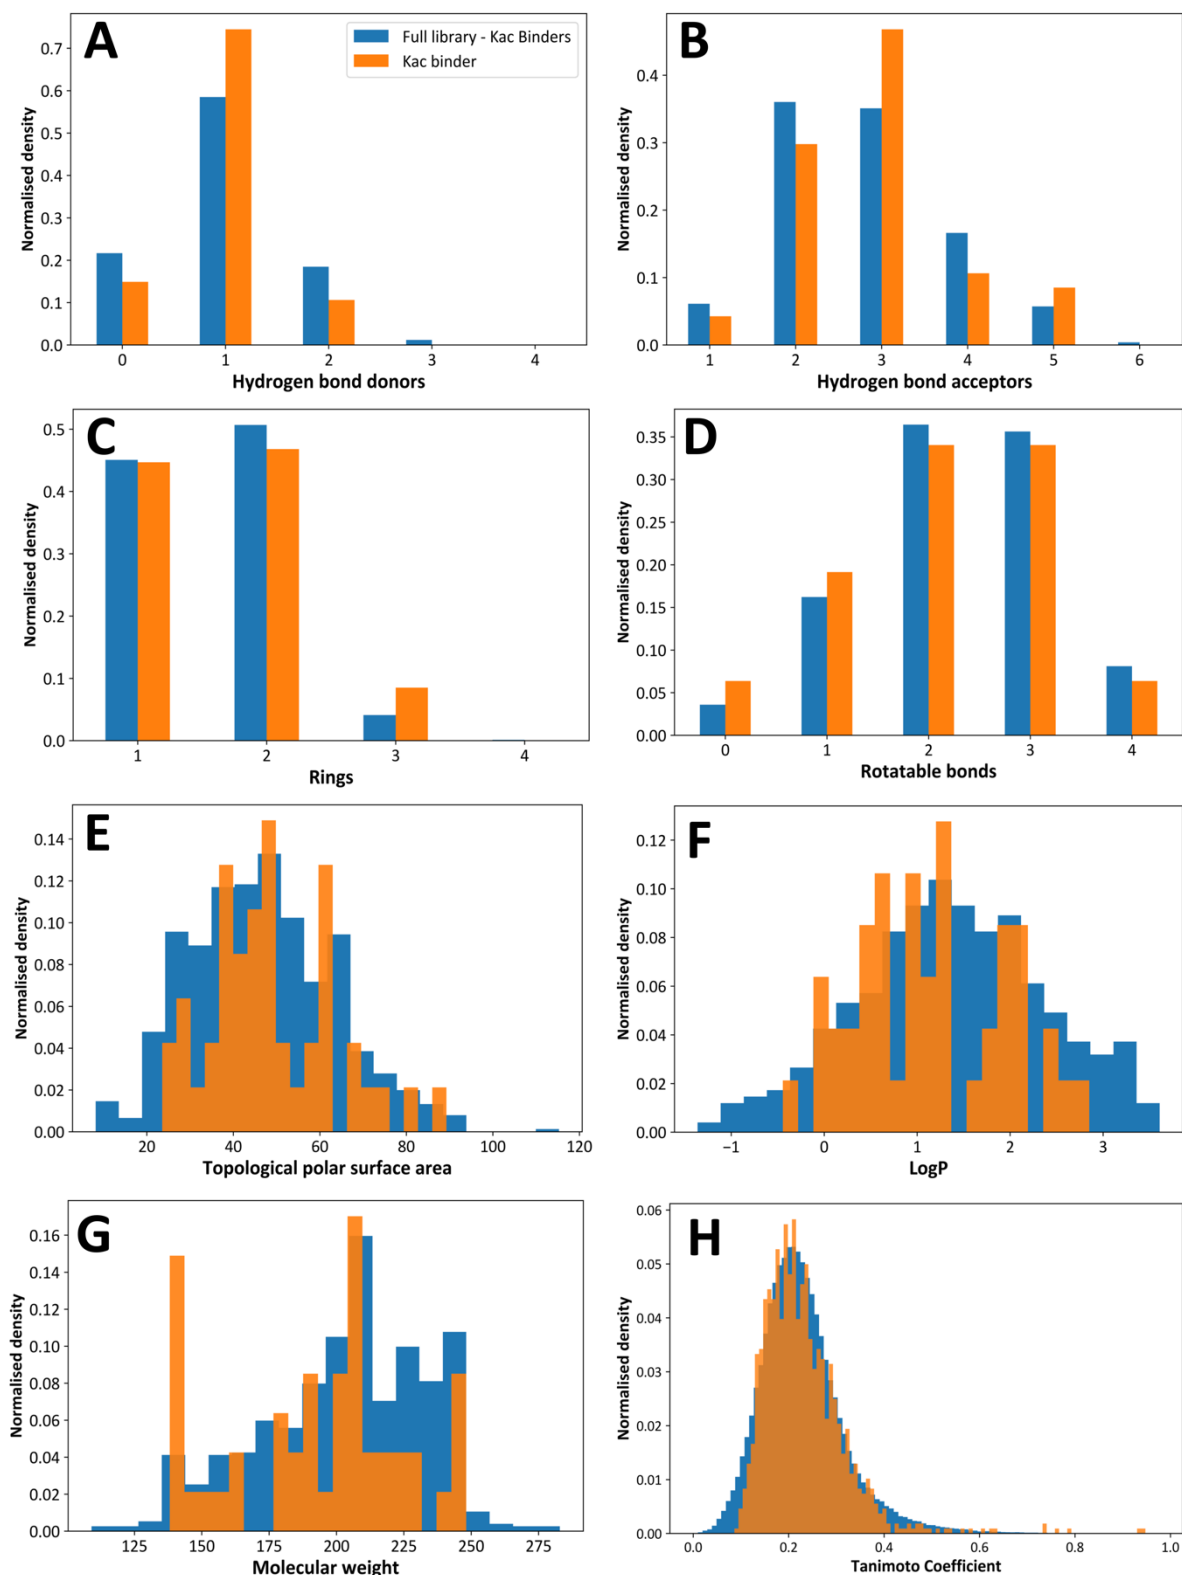 A
Full library - Kac Binders
Kac binder
Normalised density
0.7
0.6
0.5
0.4
0.3
0.2
0.1
0.0
0 1 2 3 4
Hydrogen bond donors
B
Normalised density
0.4
0.3
0.2
0.1
0.0
1 2 3 4 5 6
Hydrogen bond acceptors
C
Normalised density
0.5
0.4
0.3
0.2
0.1
0.0
1 2 3 4
Rings
D
Normalised density
0.35
0.30
0.25
0.20
0.15
0.10
0.05
0.00
0 1 2 3 4
Rotatable bonds
E
Normalised density
0.14
0.12
0.10
0.08
0.06
0.04
0.02
0.00
20 40 60 80 100 120
Topological polar surface area
F
Normalised density
0.12
0.10
0.08
0.06
0.04
0.02
0.00
−1 0 1 2 3
LogP
G
Normalised density
0.16
0.14
0.12
0.10
0.08
0.06
0.04
0.02
0.00
125 150 175 200 225 250 275
Molecular weight
H
Normalised density
0.06
0.05
0.04
0.03
0.02
0.01
0.00
0.0 0.2 0.4 0.6 0.8 1.0
Tanimoto Coefficient